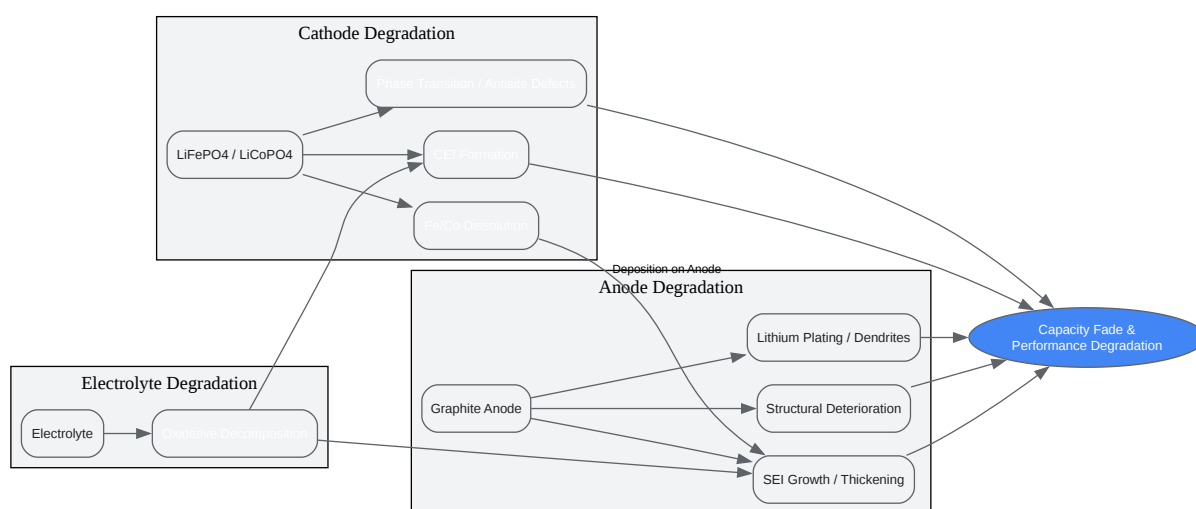 Cathode Degradation
Phase Transition / Antisite Defects
LiFePO4 / LiCoPO4
CEI Formation
Fe/Co Dissolution
Deposition on Anode
Anode Degradation
Lithium Plating / Dendrites
Capacity Fade &
Performance Degradation
Electrolyte Degradation
Graphite Anode
Structural Deterioration
Electrolyte
Oxidative Decomposition
SEI Growth / Thickening